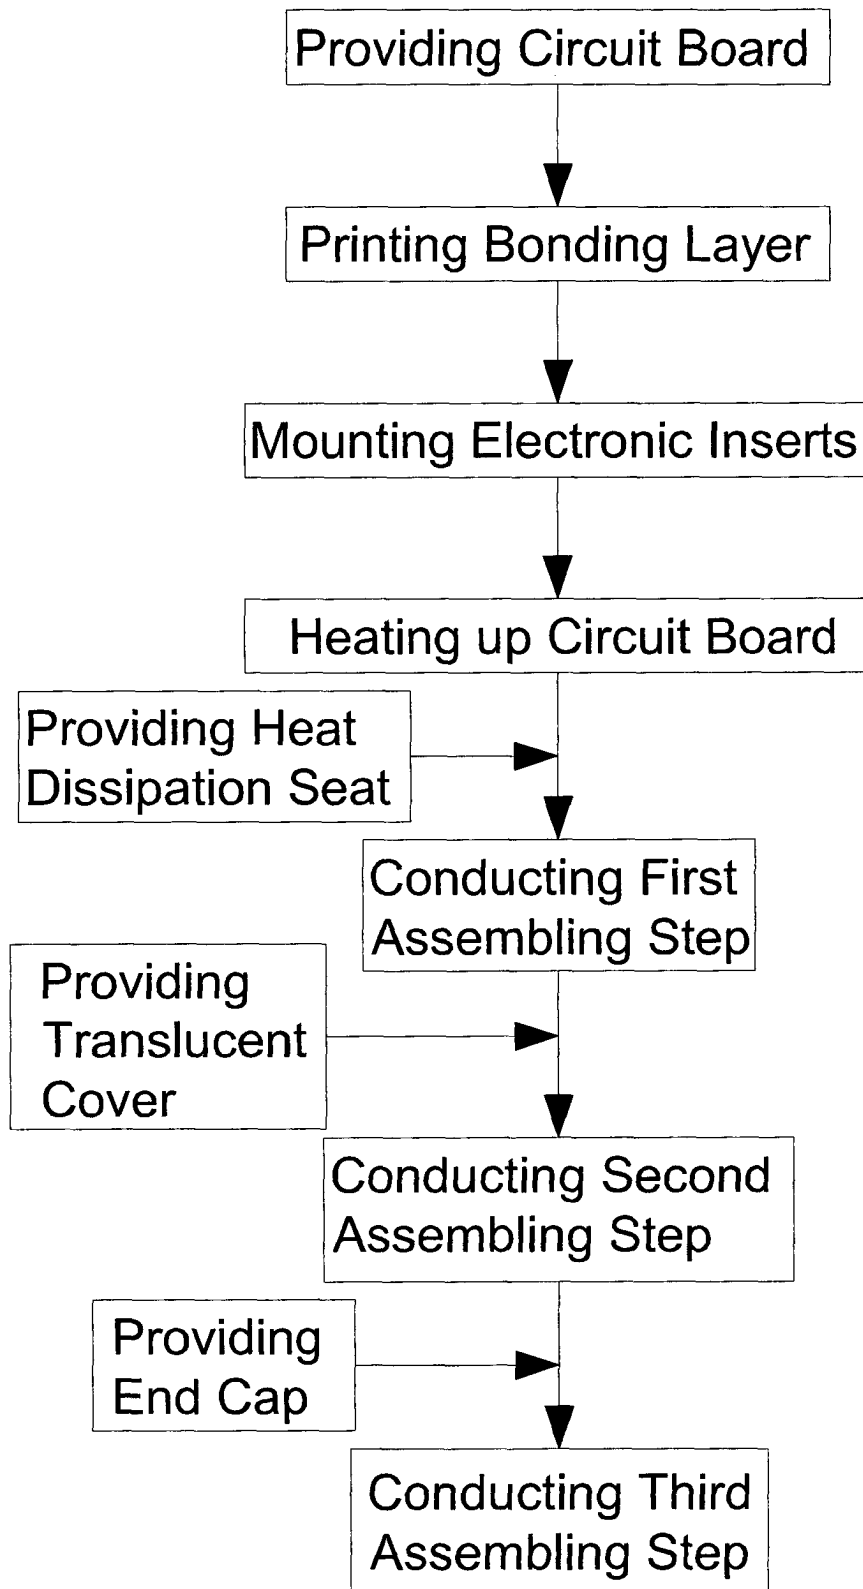 Providing Circuit Board
Printing Bonding Layer
Mounting Electronic Inserts
Heating up Circuit Board
Providing Heat
Dissipation Seat
Conducting First
Assembling Step
Providing
Translucent
Cover
Conducting Second
Assembling Step
Providing
End Cap
Conducting Third
Assembling Step